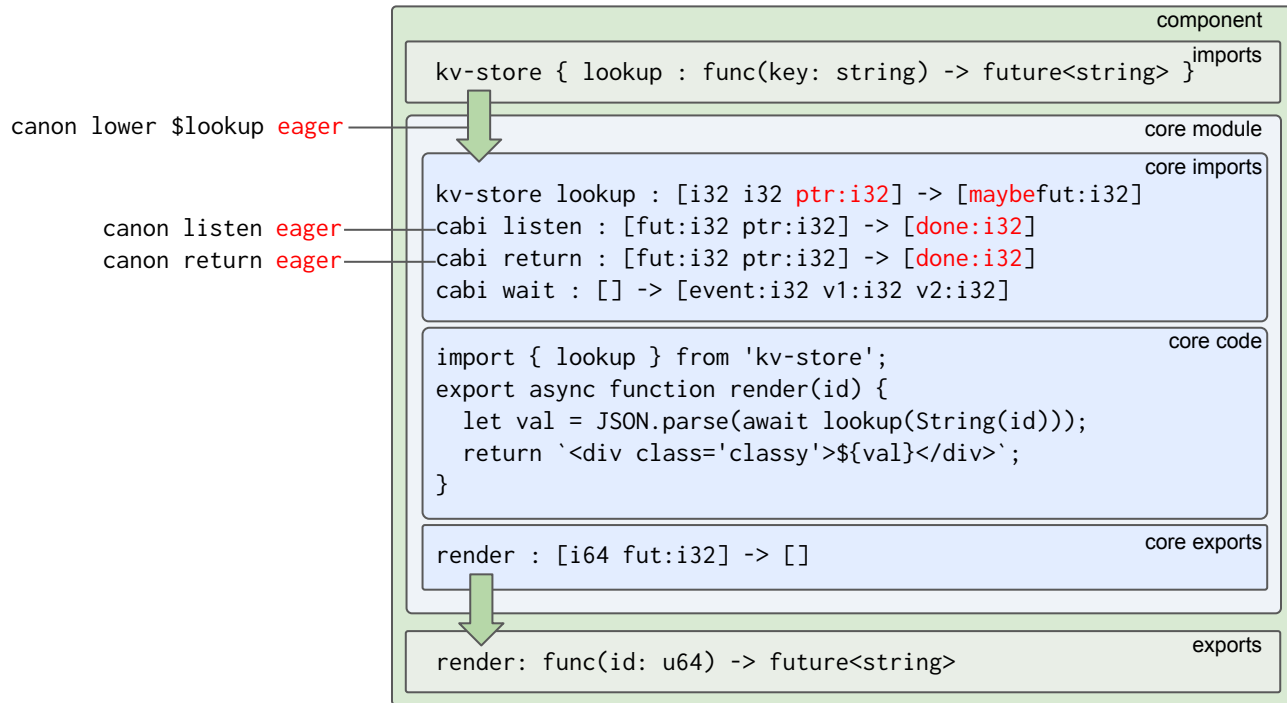 component
imports
kv-store { lookup : func(key: string) -> future<string> }
canon lower $lookup eager
core module
core imports
kv-store lookup : [i32 i32 ptr:i32] -> [maybefut:i32]
canon listen eager
cabi listen : [fut:i32 ptr:i32] -> [done:i32]
canon return eager
cabi return : [fut:i32 ptr:i32] -> [done:i32]
cabi wait : [] -> [event:i32 v1:i32 v2:i32]
core code
import { lookup } from 'kv-store';
export async function render(id) {
  let val = JSON.parse(await lookup(String(id)));
  return `<div class='classy'>${val}</div>`;
}
core exports
render : [i64 fut:i32] -> []
exports
render: func(id: u64) -> future<string>